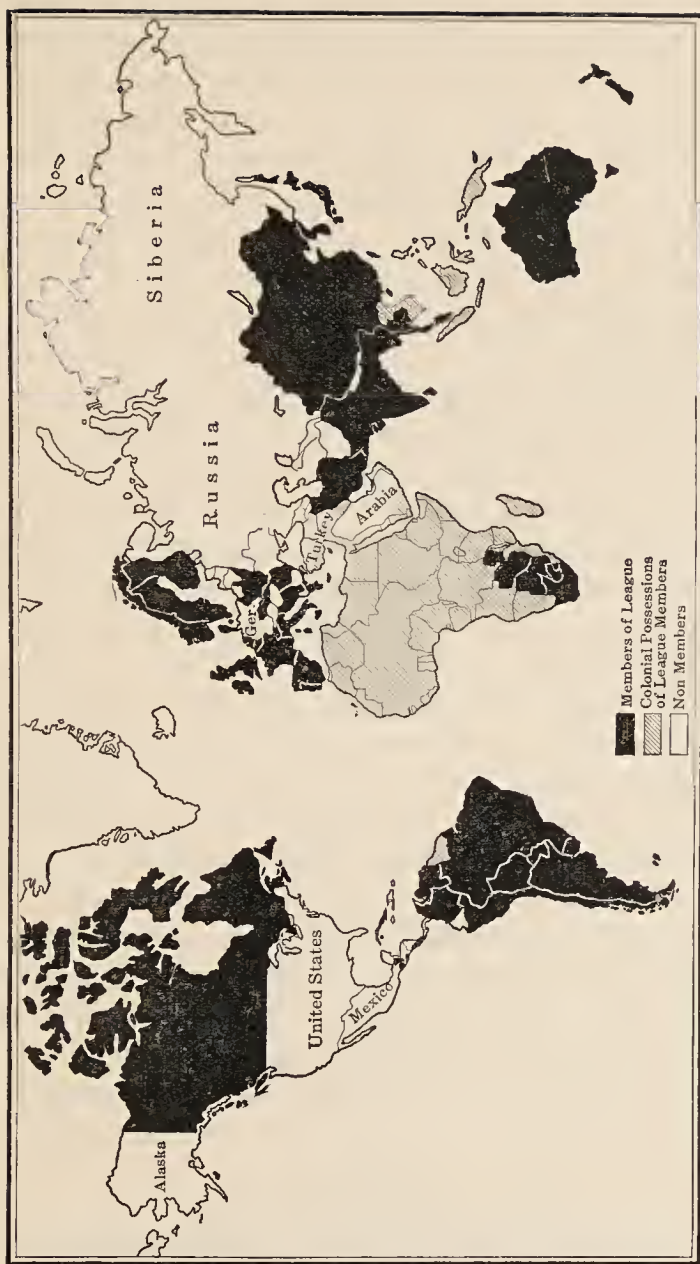 Siberia
Russia
Alaska
Ger.
Turkey
Arabia
United States
Mexico
Members of League
Colonial Possessions
of League Members
Non Members